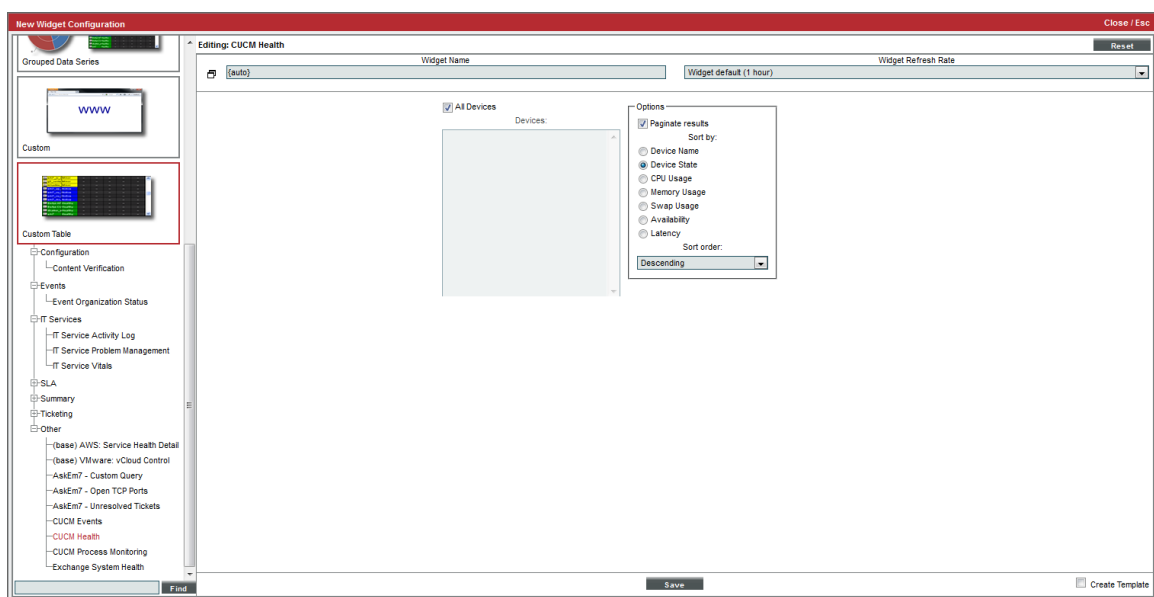 New Widget Configuration
Close / Esc
Grouped Data Series
www
Custom
Custom Table
Configuration
Content Verification
Events
Event Organization Status
IT Services
IT Service Activity Log
IT Service Problem Management
IT Service Vitals
SLA
Summary
Ticketing
Other
(base) AWS: Service Health Detail
(base) VMware: vCloud Control
AskEm7 - Custom Query
AskEm7 - Open TCP Ports
AskEm7 - Unresolved Tickets
CUCM Events
CUCM Health
CUCM Process Monitoring
Exchange System Health
Find
Editing: CUCM Health
Reset
Widget Name
Widget Refresh Rate
{auto}
Widget default (1 hour)
All Devices
Devices:
Options
Paginate results
Sort by:
Device Name
Device State
CPU Usage
Memory Usage
Swap Usage
Availability
Latency
Sort order:
Descending
Save
Create Template